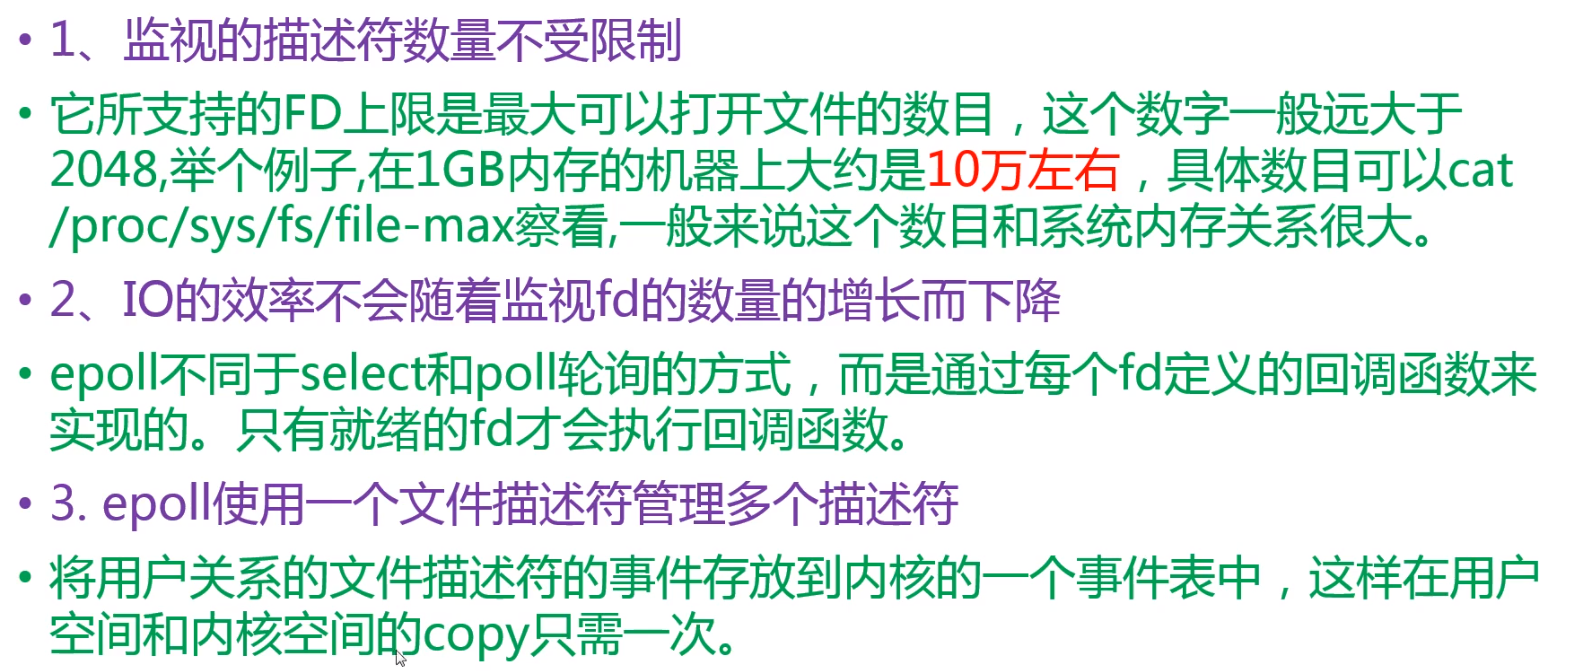 • 1、监视的描述符数量不受限制
• 它所支持的FD上限是最大可以打开文件的数目，这个数字一般远大于
2048,举个例子,在1GB内存的机器上大约是10万左右，具体数目可以cat
/proc/sys/fs/file-max察看,一般来说这个数目和系统内存关系很大。
• 2、IO的效率不会随着监视fd的数量的增长而下降
• epoll不同于select和poll轮询的方式，而是通过每个fd定义的回调函数来
实现的。只有就绪的fd才会执行回调函数。
• 3. epoll使用一个文件描述符管理多个描述符
• 将用户关系的文件描述符的事件存放到内核的一个事件表中，这样在用户
空间和内核空间的copy只需一次。